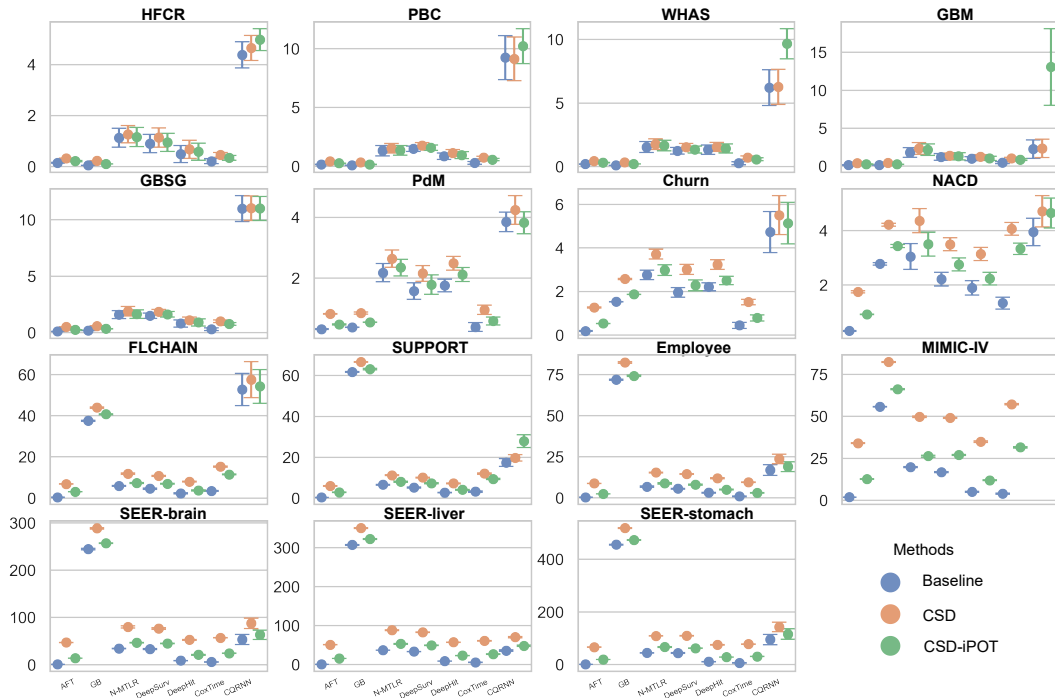 HFCR
PBC
WHAS
GBM
4
2
0
10
5
0
10
5
0
15
10
5
0
GBSG
PdM
Churn
NACD
10
5
0
4
2
6
4
2
0
4
2
FLCHAIN
SUPPORT
Employee
MIMIC-IV
60
40
20
0
60
40
20
0
75
50
25
0
75
50
25
0
SEER-brain
SEER-liver
SEER-stomach
300
200
100
0
300
200
100
0
400
200
0
Methods
Baseline
CSD
CSD-iPOT
AFT
GB
N-MTLR
DeepSurv
DeepHit
CoxTime
CQRNN
AFT
GB
N-MTLR
DeepSurv
DeepHit
CoxTime
CQRNN
AFT
GB
N-MTLR
DeepSurv
DeepHit
CoxTime
CQRNN